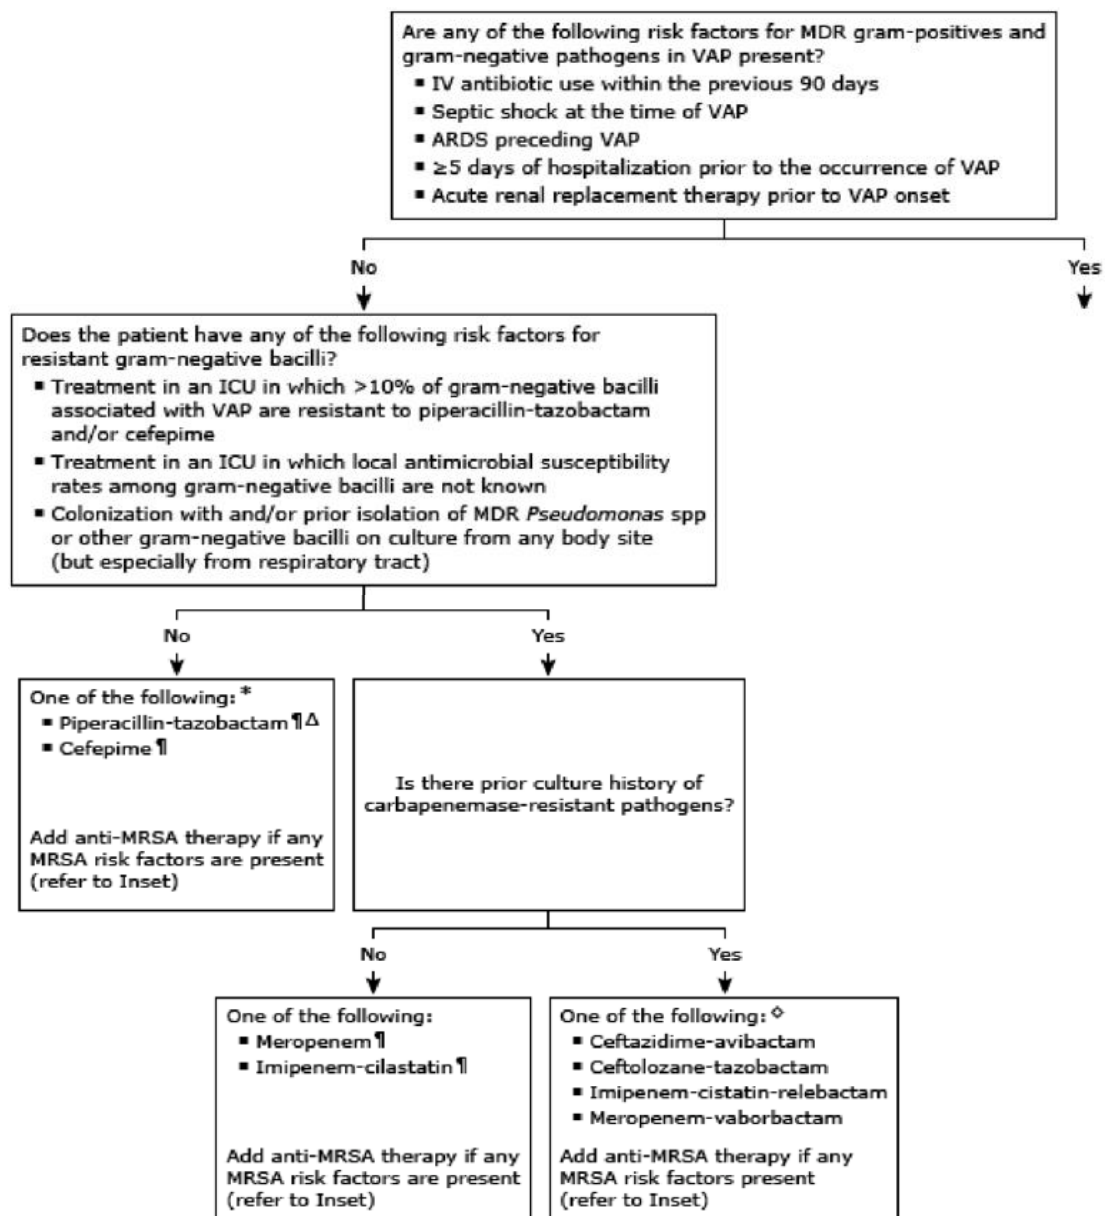 Are any of the following risk factors for MDR gram-positives and
gram-negative pathogens in VAP present?
▪ IV antibiotic use within the previous 90 days
▪ Septic shock at the time of VAP
▪ ARDS preceding VAP
▪ ≥5 days of hospitalization prior to the occurrence of VAP
▪ Acute renal replacement therapy prior to VAP onset
No
Yes
Does the patient have any of the following risk factors for
resistant gram-negative bacilli?
▪ Treatment in an ICU in which >10% of gram-negative bacilli
associated with VAP are resistant to piperacillin-tazobactam
and/or cefepime
▪ Treatment in an ICU in which local antimicrobial susceptibility
rates among gram-negative bacilli are not known
▪ Colonization with and/or prior isolation of MDR Pseudomonas spp
or other gram-negative bacilli on culture from any body site
(but especially from respiratory tract)
No
Yes
One of the following: *
▪ Piperacillin-tazobactam ¶Δ
▪ Cefepime ¶
Add anti-MRSA therapy if any
MRSA risk factors are present
(refer to Inset)
Is there prior culture history of
carbapenemase-resistant pathogens?
No
Yes
One of the following:
▪ Meropenem ¶
▪ Imipenem-cilastatin ¶
Add anti-MRSA therapy if any
MRSA risk factors are present
(refer to Inset)
One of the following: ◇
▪ Ceftazidime-avibactam
▪ Ceftolozane-tazobactam
▪ Imipenem-cistatin-relebactam
▪ Meropenem-vaborbactam
Add anti-MRSA therapy if any
MRSA risk factors present
(refer to Inset)